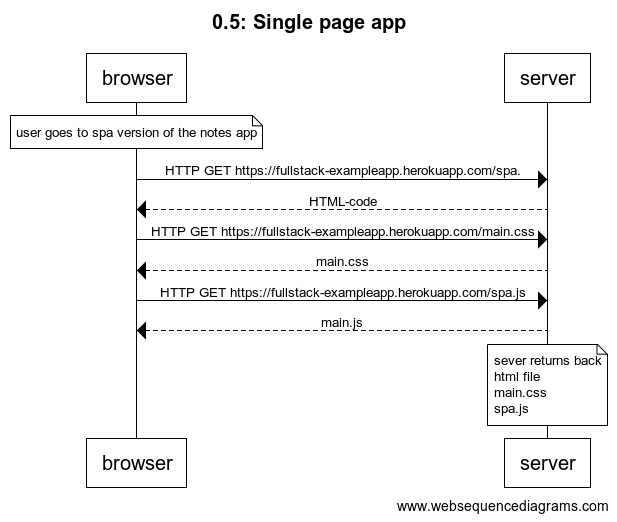 0.5: Single page app
browser
server
user goes to spa version of the notes app
HTTP GET https://fullstack-exampleapp.herokuapp.com/spa.
HTML-code
HTTP GET https://fullstack-exampleapp.herokuapp.com/main.css
main.css
HTTP GET https://fullstack-exampleapp.herokuapp.com/spa.js
main.js
sever returns back
html file
main.css
spa.js
browser
server
www.websequencediagrams.com